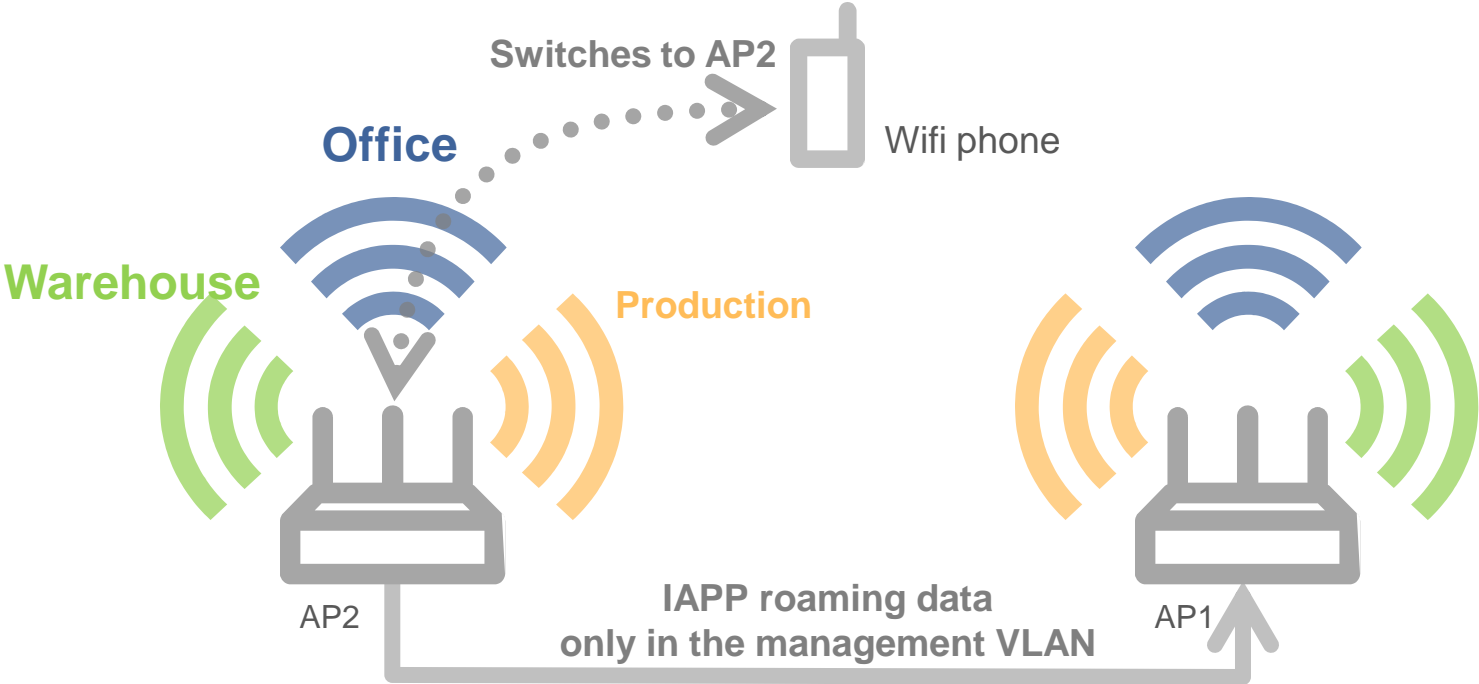 Switches to AP2
Wifi phone
Office
Warehouse
Production
AP2
IAPP roaming data
only in the management VLAN
AP1